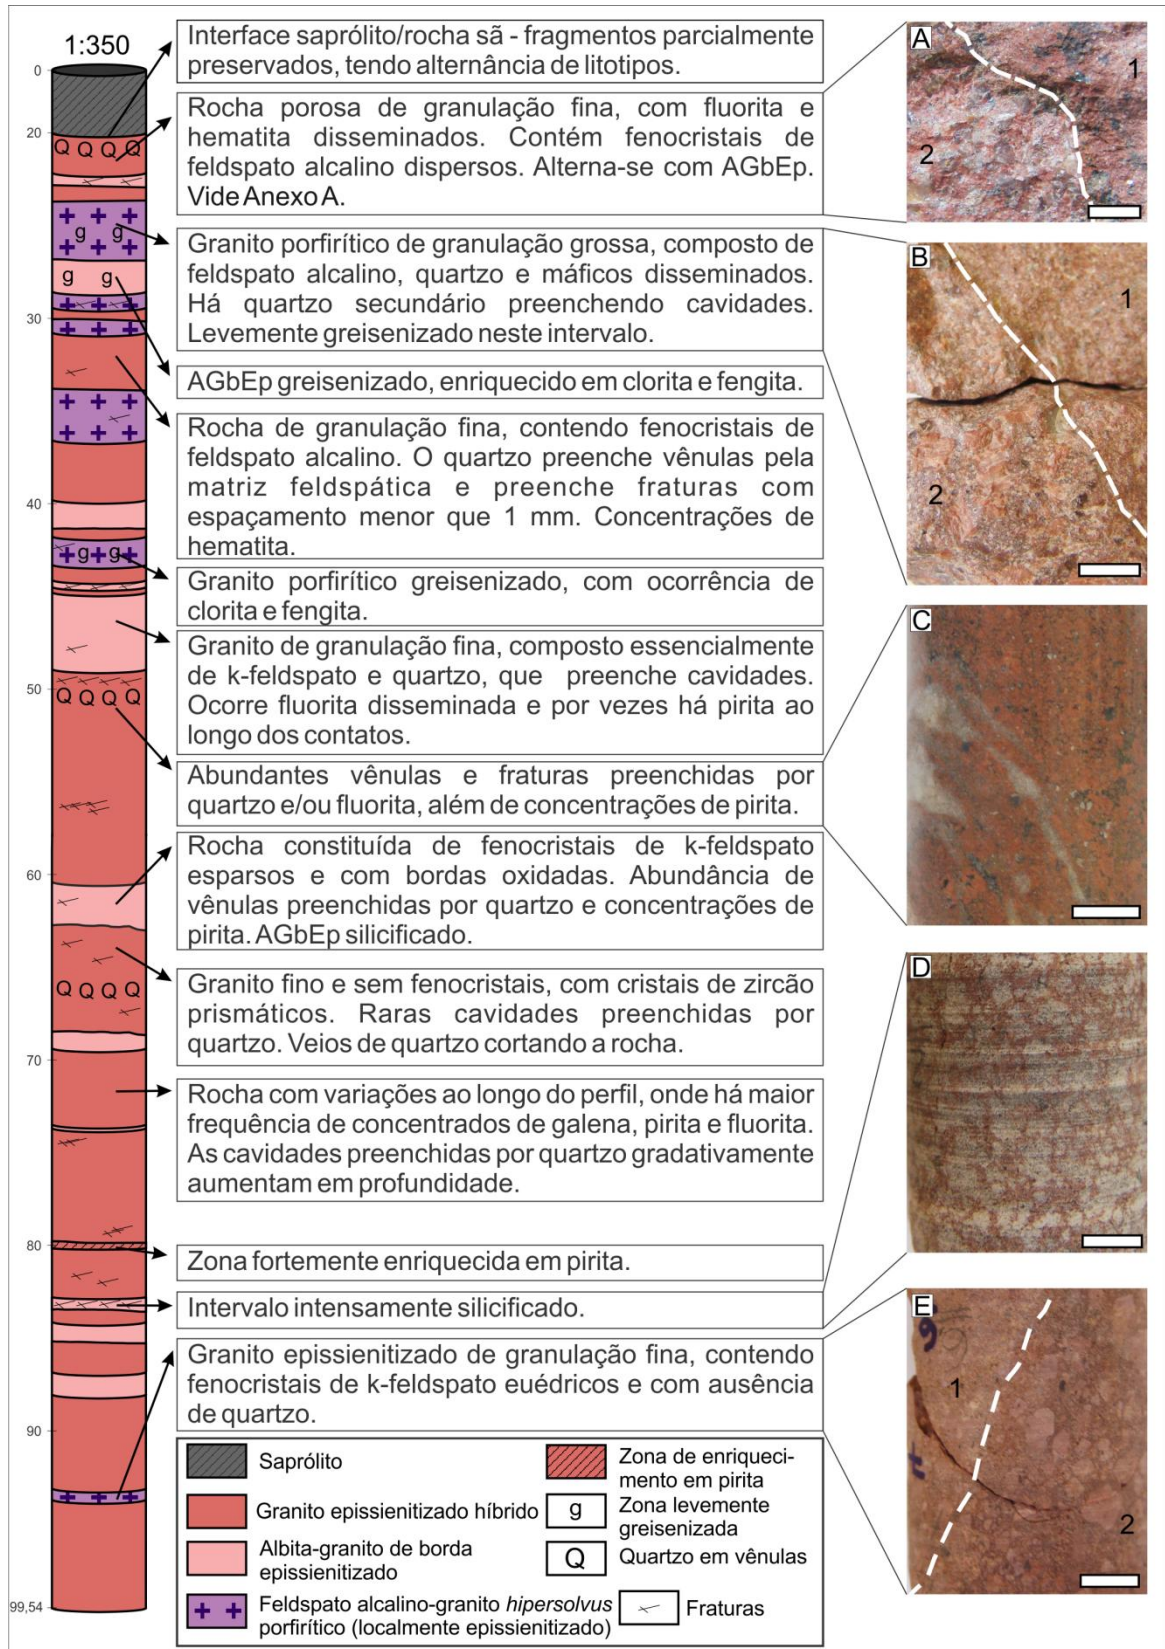 1:350
0
20
30
40
50
60
70
80
90
99,54
Q Q Q Q
g g
g g
g g
Q Q Q Q
Q Q Q Q
Interface saprólito/rocha sã - fragmentos parcialmente
preservados, tendo alternância de litotipos.
Rocha porosa de granulação fina, com fluorita e
hematita disseminados. Contém fenocristais de
feldspato alcalino dispersos. Alterna-se com AGbEp.
Vide Anexo A.
Granito porfirítico de granulação grossa, composto de
feldspato alcalino, quartzo e máficos disseminados.
Há quartzo secundário preenchendo cavidades.
Levemente greisenizado neste intervalo.
AGbEp greisenizado, enriquecido em clorita e fengita.
Rocha de granulação fina, contendo fenocristais de
feldspato alcalino. O quartzo preenche vênulas pela
matriz feldspática e preenche fraturas com
espaçamento menor que 1 mm. Concentrações de
hematita.
Granito porfirítico greisenizado, com ocorrência de
clorita e fengita.
Granito de granulação fina, composto essencialmente
de k-feldspato e quartzo, que preenche cavidades.
Ocorre fluorita disseminada e por vezes há pirita ao
longo dos contatos.
Abundantes vênulas e fraturas preenchidas por
quartzo e/ou fluorita, além de concentrações de pirita.
Rocha constituída de fenocristais de k-feldspato
esparsos e com bordas oxidadas. Abundância de
vênulas preenchidas por quartzo e concentrações de
pirita. AGbEp silicificado.
Granito fino e sem fenocristais, com cristais de zircão
prismáticos. Raras cavidades preenchidas por
quartzo. Veios de quartzo cortando a rocha.
Rocha com variações ao longo do perfil, onde há maior
frequência de concentrados de galena, pirita e fluorita.
As cavidades preenchidas por quartzo gradativamente
aumentam em profundidade.
Zona fortemente enriquecida em pirita.
Intervalo intensamente silicificado.
Granito epissienitizado de granulação fina, contendo
fenocristais de k-feldspato euédricos e com ausência
de quartzo.
Saprólito
Granito epissienitizado híbrido
Albita-granito de borda
epissienitizado
Feldspato alcalino-granito hipersolvus
porfirítico (localmente epissienitizado)
Zona de enriqueci-
mento em pirita
g
Zona levemente
greisenizada
Q
Quartzo em vênulas
Fraturas
A
1
2
B
1
2
C
D
E
1
2